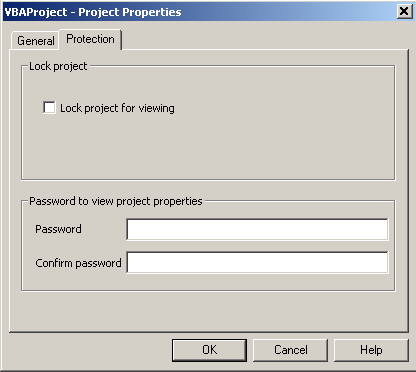 VBAProject - Project Properties
General
Protection
Lock project
Lock project for viewing
Password to view project properties
Password
Confirm password
OK
Cancel
Help